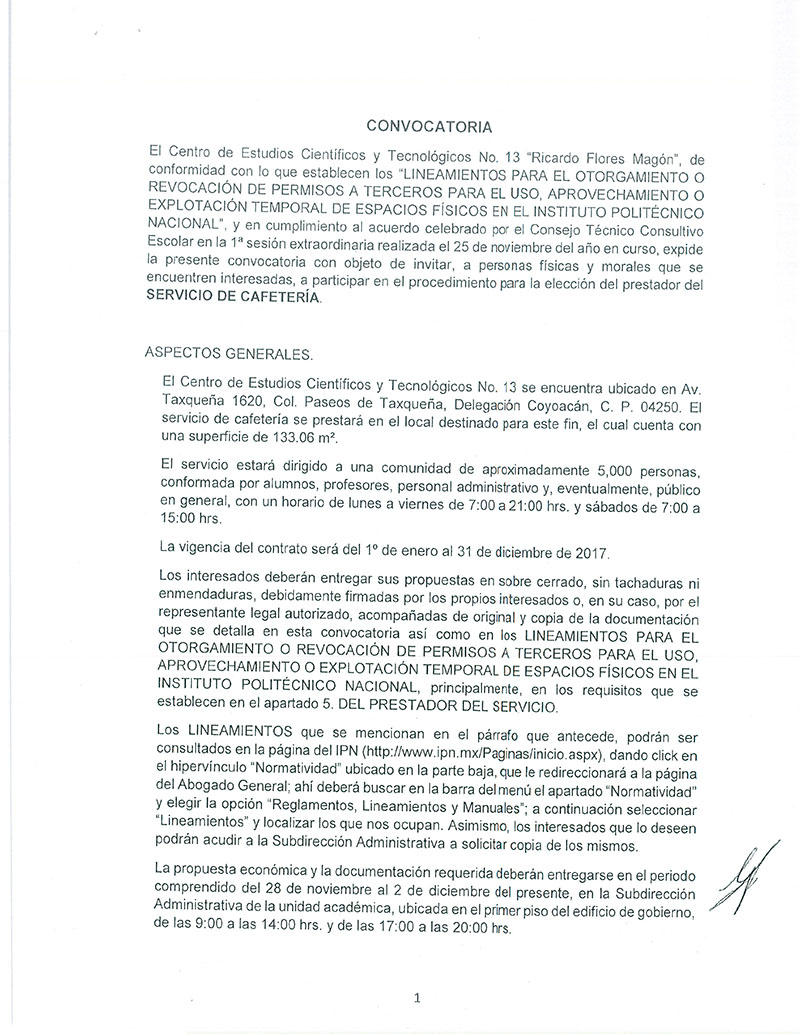 CONVOCATORIA
El Centro de Estudios Científicos y Tecnológicos No. 13 "Ricardo Flores Magón", de
conformidad con lo que establecen los "LINEAMIENTOS PARA EL OTORGAMIENTO O
REVOCACIÓN DE PERMISOS A TERCEROS PARA EL USO, APROVECHAMIENTO O
EXPLOTACIÓN TEMPORAL DE ESPACIOS FÍSICOS EN EL INSTITUTO POLITÉCNICO
NACIONAL", y en cumplimiento al acuerdo celebrado por el Consejo Técnico Consultivo
Escolar en la 1ª sesión extraordinaria realizada el 25 de noviembre del año en curso, expide
la presente convocatoria con objeto de invitar, a personas físicas y morales que se
encuentren interesadas, a participar en el procedimiento para la elección del prestador del
SERVICIO DE CAFETERÍA.
ASPECTOS GENERALES.
El Centro de Estudios Científicos y Tecnológicos No. 13 se encuentra ubicado en Av.
Taxqueña 1620, Col. Paseos de Taxqueña, Delegación Coyoacán, C. P. 04250. El
servicio de cafetería se prestará en el local destinado para este fin, el cual cuenta con
una superficie de 133.06 m².
El servicio estará dirigido a una comunidad de aproximadamente 5,000 personas,
conformada por alumnos, profesores, personal administrativo y, eventualmente, público
en general, con un horario de lunes a viernes de 7:00 a 21:00 hrs. y sábados de 7:00 a
15:00 hrs.
La vigencia del contrato será del 1º de enero al 31 de diciembre de 2017.
Los interesados deberán entregar sus propuestas en sobre cerrado, sin tachaduras ni
enmendaduras, debidamente firmadas por los propios interesados o, en su caso, por el
representante legal autorizado, acompañadas de original y copia de la documentación
que se detalla en esta convocatoria así como en los LINEAMIENTOS PARA EL
OTORGAMIENTO O REVOCACIÓN DE PERMISOS A TERCEROS PARA EL USO,
APROVECHAMIENTO O EXPLOTACIÓN TEMPORAL DE ESPACIOS FÍSICOS EN EL
INSTITUTO POLITÉCNICO NACIONAL, principalmente, en los requisitos que se
establecen en el apartado 5. DEL PRESTADOR DEL SERVICIO.
Los LINEAMIENTOS que se mencionan en el párrafo que antecede, podrán ser
consultados en la página del IPN (http://www.ipn.mx/Paginas/inicio.aspx), dando click en
el hipervínculo "Normatividad" ubicado en la parte baja, que le redireccionará a la página
del Abogado General; ahí deberá buscar en la barra del menú el apartado "Normatividad"
y elegir la opción "Reglamentos, Lineamientos y Manuales"; a continuación seleccionar
"Lineamientos" y localizar los que nos ocupan. Asimismo, los interesados que lo deseen
podrán acudir a la Subdirección Administrativa a solicitar copia de los mismos.
La propuesta económica y la documentación requerida deberán entregarse en el periodo
comprendido del 28 de noviembre al 2 de diciembre del presente, en la Subdirección
Administrativa de la unidad académica, ubicada en el primer piso del edificio de gobierno,
de las 9:00 a las 14:00 hrs. y de las 17:00 a las 20:00 hrs.
1